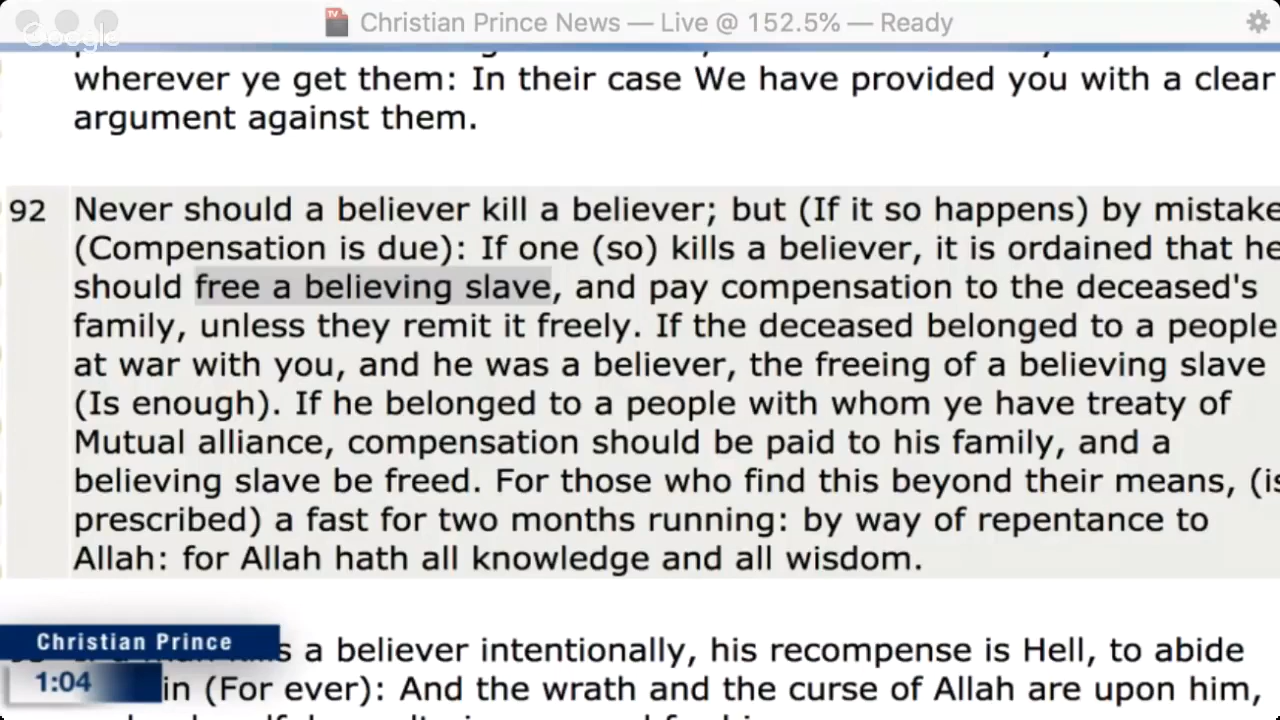 Christian Prince News — Live @ 152.5% — Ready
Google
wherever ye get them: In their case We have provided you with a clear
argument against them.
92 Never should a believer kill a believer; but (If it so happens) by mistake
(Compensation is due): If one (so) kills a believer, it is ordained that he
should free a believing slave, and pay compensation to the deceased's
family, unless they remit it freely. If the deceased belonged to a people
at war with you, and he was a believer, the freeing of a believing slave
(Is enough). If he belonged to a people with whom ye have treaty of
Mutual alliance, compensation should be paid to his family, and a
believing slave be freed. For those who find this beyond their means, (is
prescribed) a fast for two months running: by way of repentance to
Allah: for Allah hath all knowledge and all wisdom.
Christian Prince
a believer intentionally, his recompense is Hell, to abide
1:04
in (For ever): And the wrath and the curse of Allah are upon him,